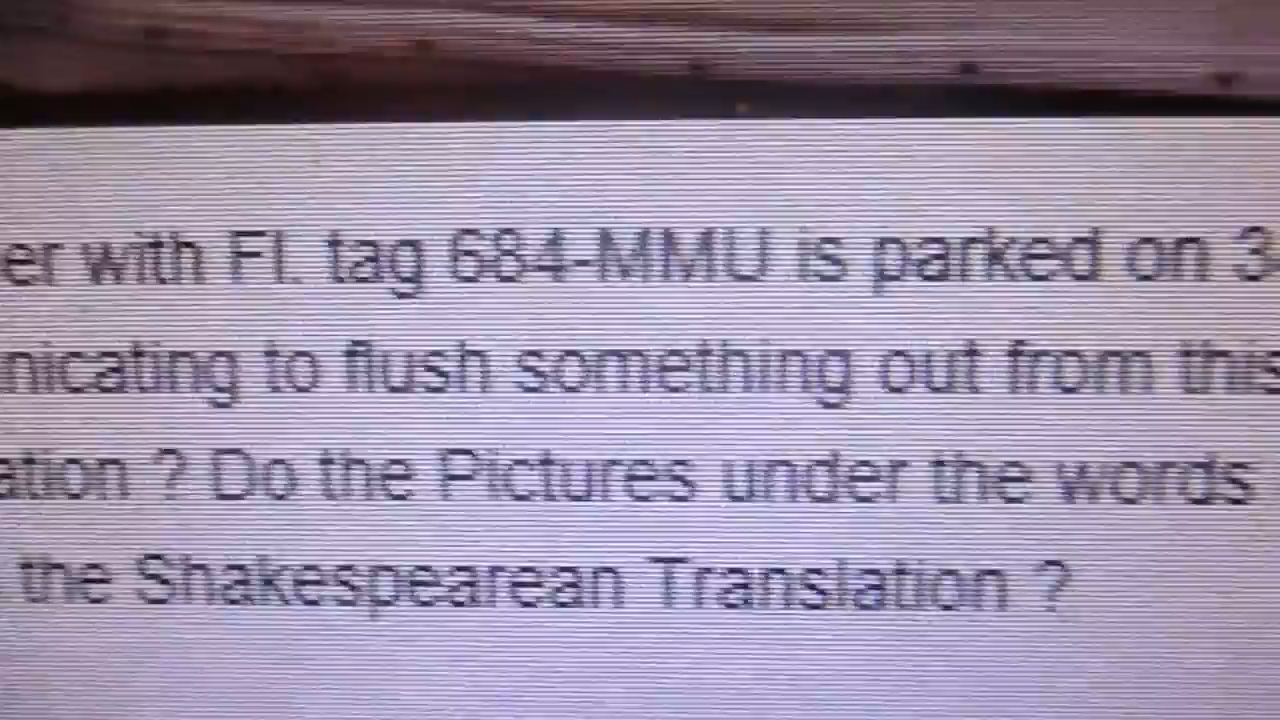 er with Fl. tag 684-MMU is parked on 3
nicating to flush something out from this
ation ? Do the Pictures under the words
the Shakespearean Translation ?